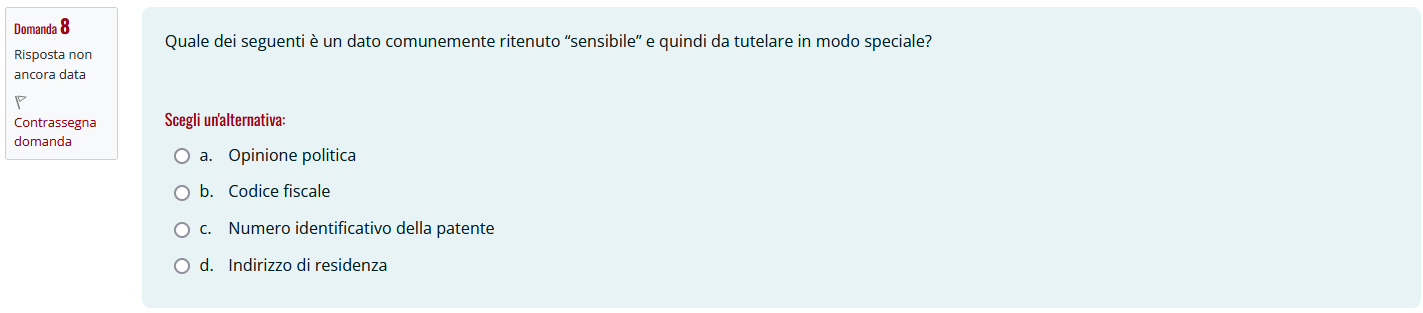 Domanda 8
Risposta non
ancora data
Contrassegna
domanda
Quale dei seguenti è un dato comunemente ritenuto “sensibile” e quindi da tutelare in modo speciale?
Scegli un'alternativa:
a. Opinione politica
b. Codice fiscale
c. Numero identificativo della patente
d. Indirizzo di residenza